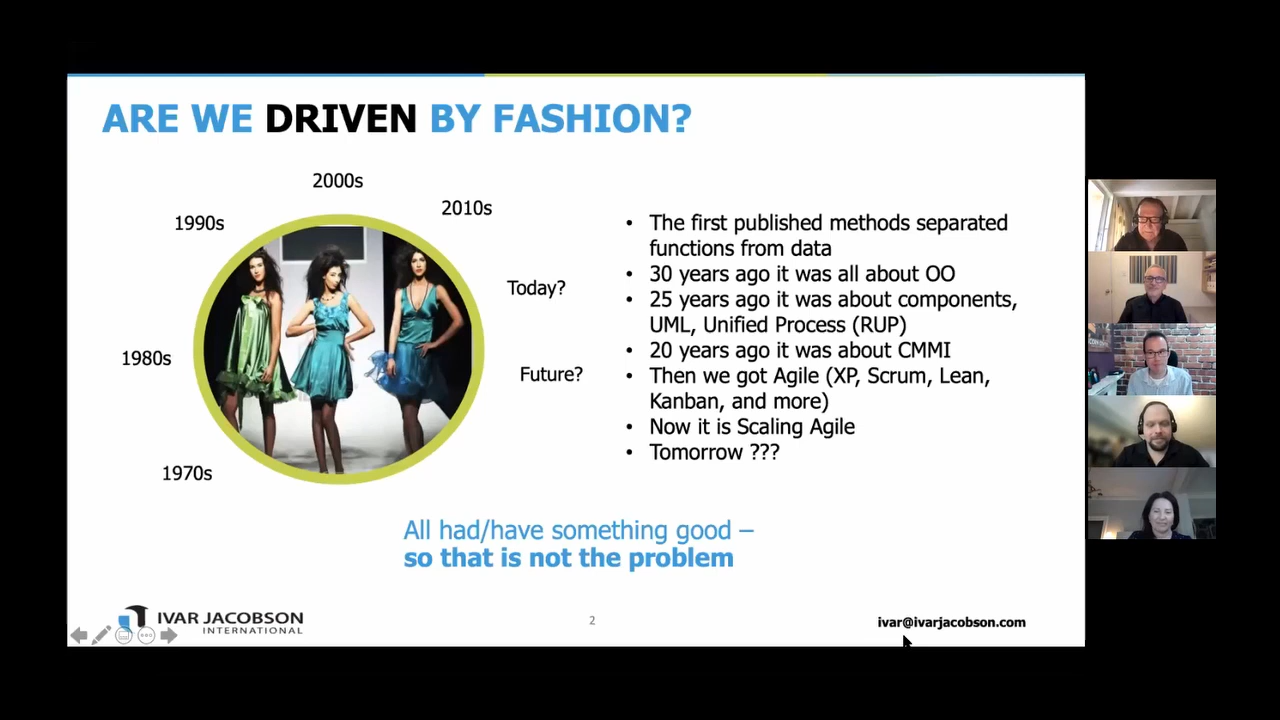 ARE WE DRIVEN BY FASHION?
2000s
2010s
1990s
Today?
1980s
Future?
1970s
• The first published methods separated
functions from data
• 30 years ago it was all about OO
• 25 years ago it was about components,
UML, Unified Process (RUP)
• 20 years ago it was about CMMI
• Then we got Agile (XP, Scrum, Lean,
Kanban, and more)
• Now it is Scaling Agile
• Tomorrow ???
All had/have something good –
so that is not the problem
IVAR JACOBSON
INTERNATIONAL
2
ivar@ivarjacobson.com